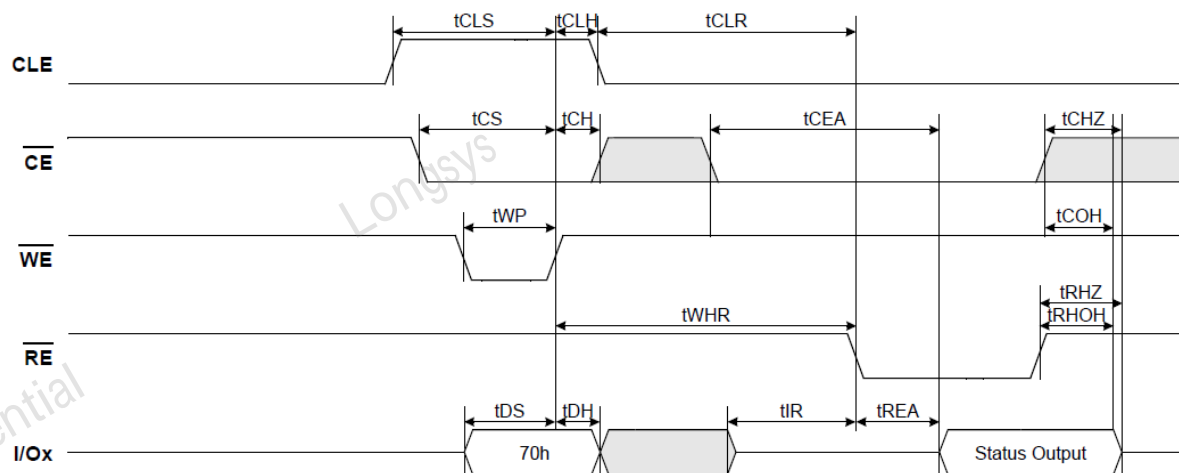 tCLS tCLH tCLR
CLE
tCS tCH tCEA tCHZ
CE
Longsys
tWP tCOH
WE
tRHZ
tWHR tRHOH
RE
ential
tDS tDH tIR tREA
I/Ox 70h Status Output